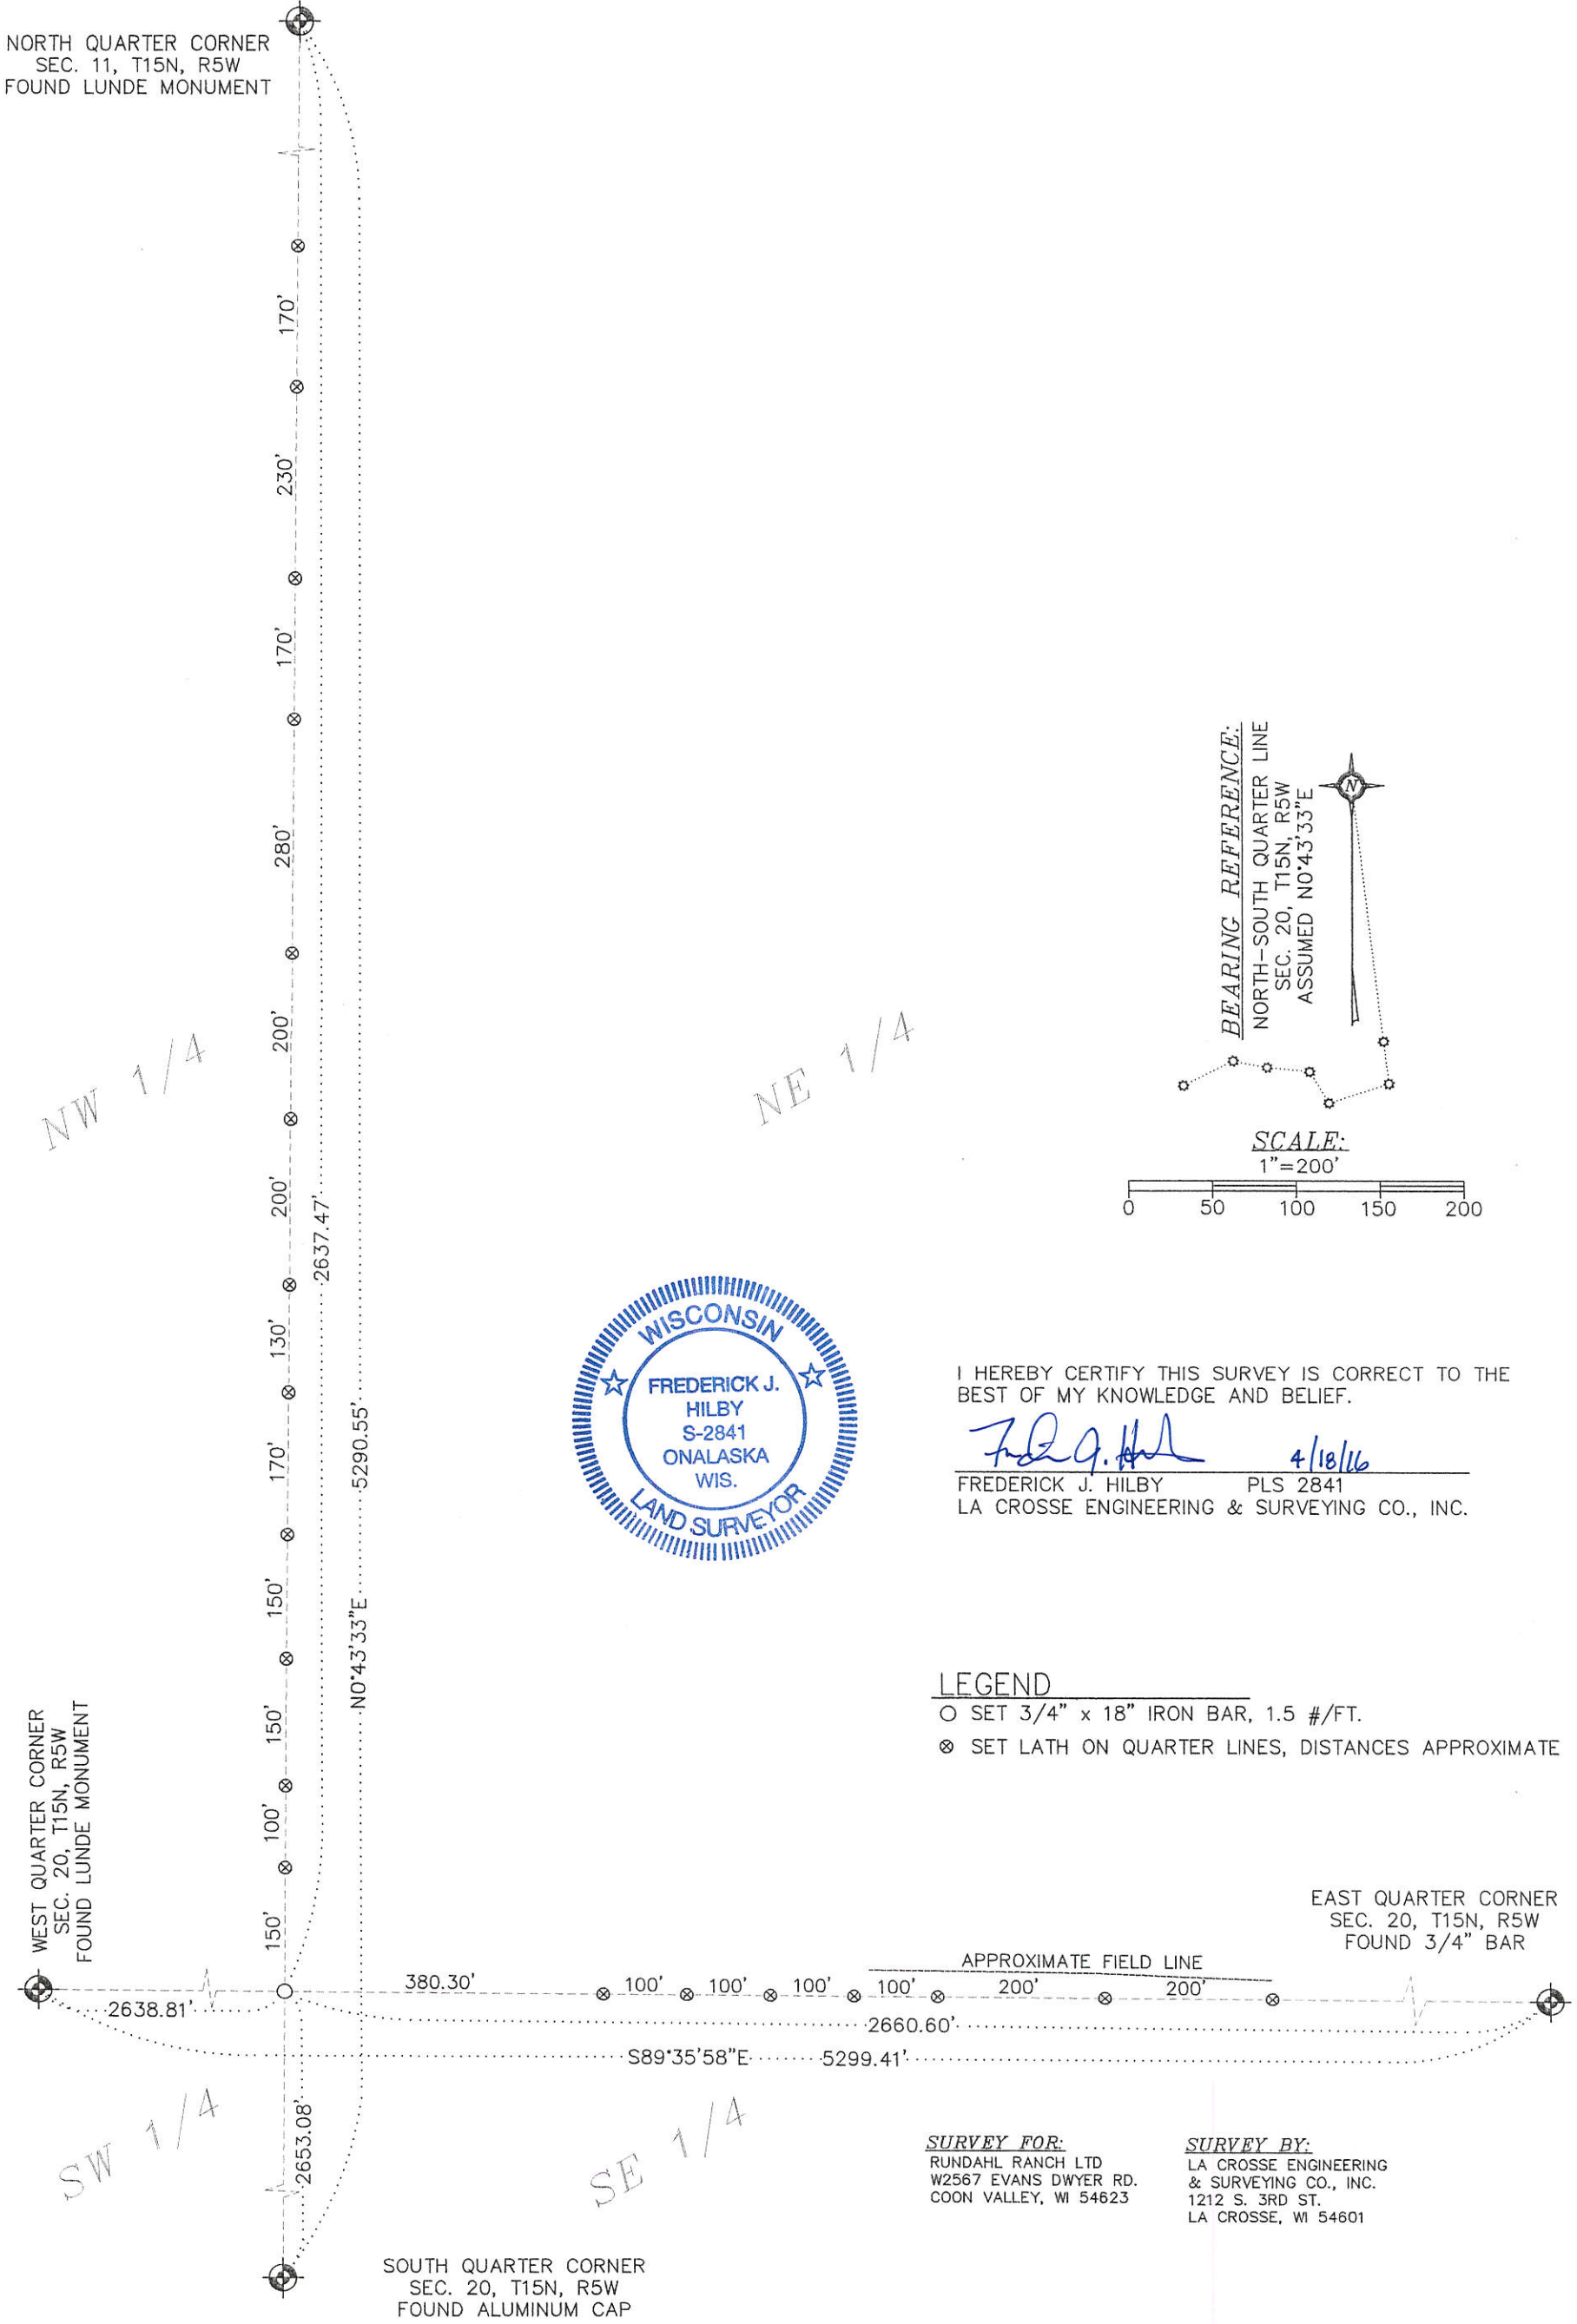 NORTH QUARTER CORNER
SEC. 11, T15N, R5W
FOUND LUNDE MONUMENT
170'
230'
170'
280'
200'
200'
130'
170'
150'
150'
100'
150'
2637.47'
5290.55'
N0°43'33"E
NW 1/4
NE 1/4
BEARING REFERENCE:
NORTH-SOUTH QUARTER LINE
SEC. 20, T15N, R5W
ASSUMED N0°43'33"E
N
SCALE:
1"=200'
0 50 100 150 200
WISCONSIN
FREDERICK J.
HILBY
S-2841
ONALASKA
WIS.
LAND SURVEYOR
I HEREBY CERTIFY THIS SURVEY IS CORRECT TO THE
BEST OF MY KNOWLEDGE AND BELIEF.
4/18/16
FREDERICK J. HILBY PLS 2841
LA CROSSE ENGINEERING & SURVEYING CO., INC.
LEGEND
SET 3/4" x 18" IRON BAR, 1.5 #/FT.
SET LATH ON QUARTER LINES, DISTANCES APPROXIMATE
WEST QUARTER CORNER
SEC. 20, T15N, R5W
FOUND LUNDE MONUMENT
EAST QUARTER CORNER
SEC. 20, T15N, R5W
FOUND 3/4" BAR
APPROXIMATE FIELD LINE
380.30' 100' 100' 100' 100' 200' 200'
2638.81'
2660.60'
S89°35'58"E 5299.41'
2653.08'
SW 1/4
SE 1/4
SURVEY FOR:
RUNDAHL RANCH LTD
W2567 EVANS DWYER RD.
COON VALLEY, WI 54623
SURVEY BY:
LA CROSSE ENGINEERING
& SURVEYING CO., INC.
1212 S. 3RD ST.
LA CROSSE, WI 54601
SOUTH QUARTER CORNER
SEC. 20, T15N, R5W
FOUND ALUMINUM CAP